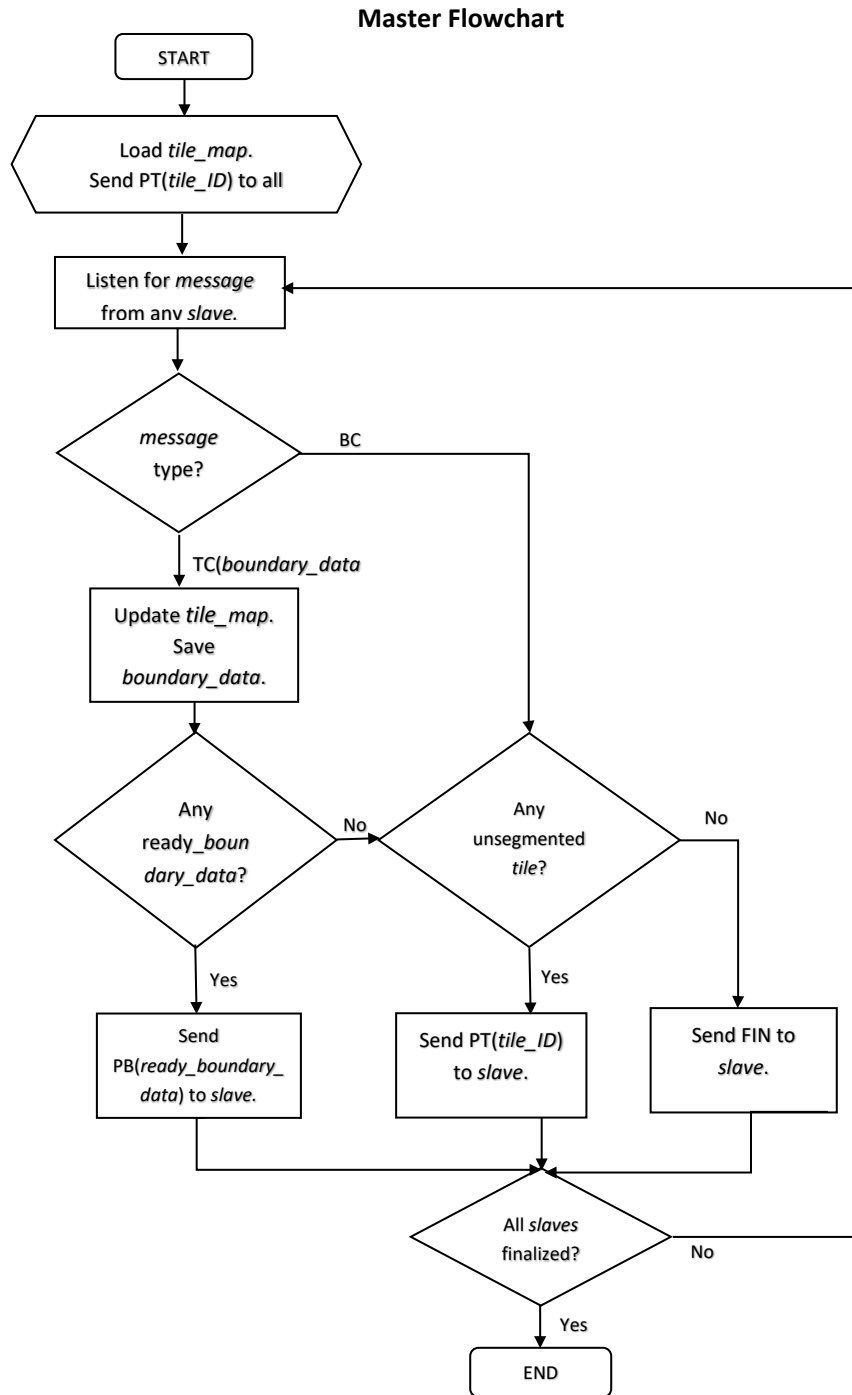 Master Flowchart
START
Load tile_map.
Send PT(tile_ID) to all
Listen for message
from any slave.
message
type?
BC
TC(boundary_data
Update tile_map.
Save
boundary_data.
Any
ready_boun
dary_data?
No
Any
unsegmented
tile?
No
Yes
Yes
Send
PB(ready_boundary_
data) to slave.
Send PT(tile_ID)
to slave.
Send FIN to
slave.
All slaves
finalized?
No
Yes
END